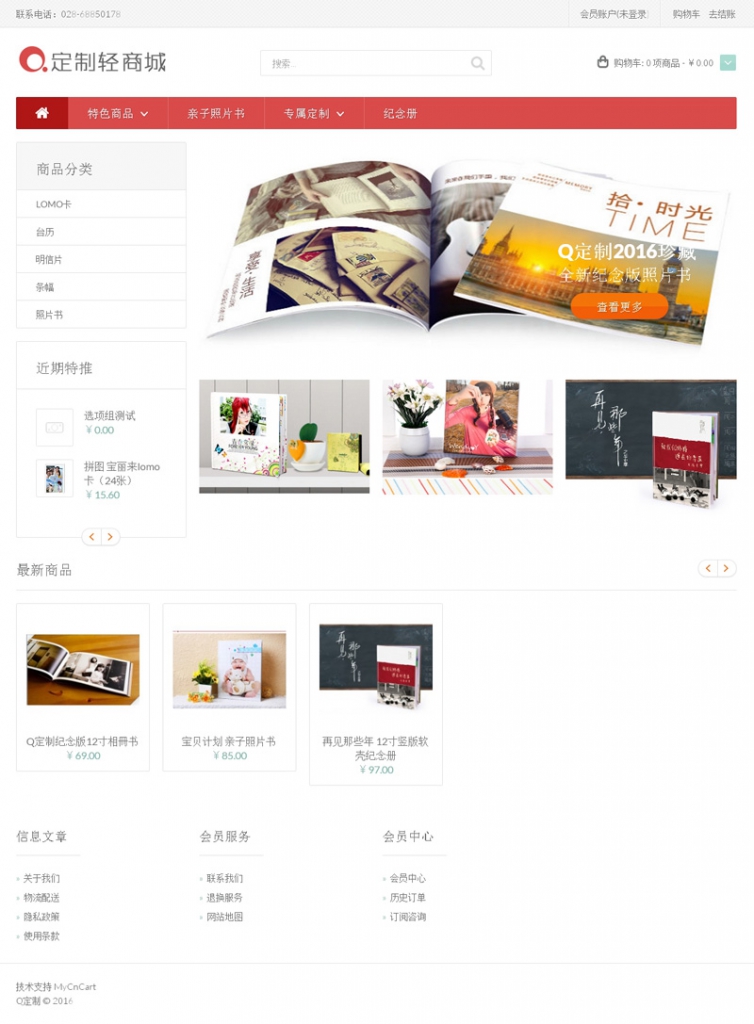 联系电话：028-68850178
会员账户(未登录)
购物车 去结账
定制轻商城
搜索...
购物车: 0 项商品 - ￥0.00
特色商品
亲子照片书
专属定制
纪念册
商品分类
LOMO卡
台历
明信片
条幅
照片书
享受·生活
拾·时光
TIME
Q定制2016珍藏
全新纪念版照片书
查看更多
近期特推
选项组测试
￥0.00
拼图 宝丽来lomo
卡（24张）
￥15.60
再见
那些年
最新商品
Q定制纪念版12寸相冊书
￥69.00
宝贝计划 亲子照片书
￥85.00
再见那些年 12寸竖版软
壳纪念册
￥97.00
信息文章
关于我们
物流配送
隐私政策
使用条款
会员服务
联系我们
退换服务
网站地图
会员中心
会员中心
历史订单
订阅咨询
技术支持 MyCnCart
Q定制 © 2016